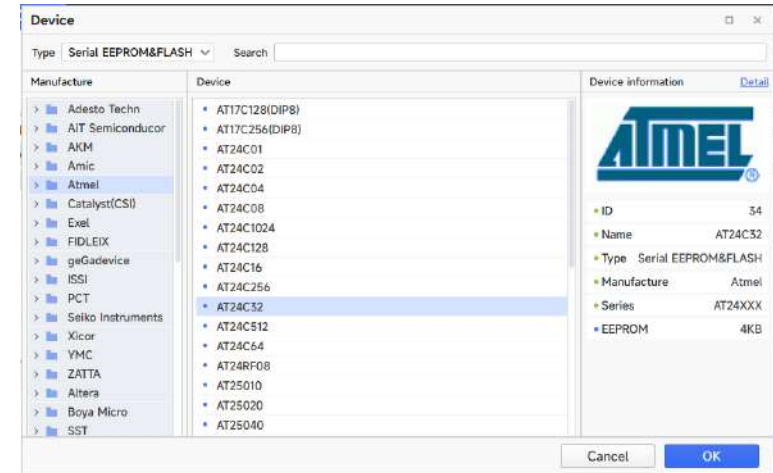 Device
Type Serial EEPROM&FLASH Search
Manufacture
Adesto Techn
AiT Semiconducor
AKM
Amic
Atmel
Catalyst(CSI)
Exel
FIDLEIX
geGadevice
ISSI
PCT
Seiko Instruments
Xicor
YMC
ZATTA
Altera
Boya Micro
SST
Device
AT17C128(DIP8)
AT17C256(DIP8)
AT24C01
AT24C02
AT24C04
AT24C08
AT24C1024
AT24C128
AT24C16
AT24C256
AT24C32
AT24C512
AT24C64
AT24RF08
AT25010
AT25020
AT25040
Device information Detail
ATMEL
ID 34
Name AT24C32
Type Serial EEPROM&FLASH
Manufacture Atmel
Series AT24XXX
EEPROM 4KB
Cancel OK